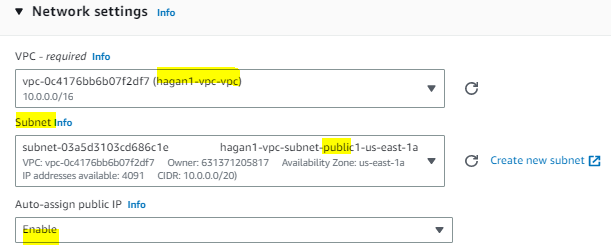 Network settings Info
VPC - required Info
vpc-0c4176bb6b07f2df7 (hagan1-vpc-vpc)
10.0.0.0/16
Subnet Info
subnet-03a5d3103cd686c1e hagan1-vpc-subnet-public1-us-east-1a
VPC: vpc-0c4176bb6b07f2df7 Owner: 631371205817 Availability Zone: us-east-1a
IP addresses available: 4091 CIDR: 10.0.0.0/20)
Create new subnet
Auto-assign public IP Info
Enable